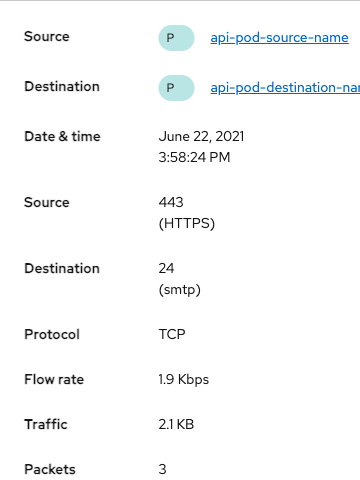 Source P api-pod-source-name
Destination P api-pod-destination-na
Date & time June 22, 2021
3:58:24 PM
Source 443
(HTTPS)
Destination 24
(smtp)
Protocol TCP
Flow rate 1.9 Kbps
Traffic 2.1 KB
Packets 3